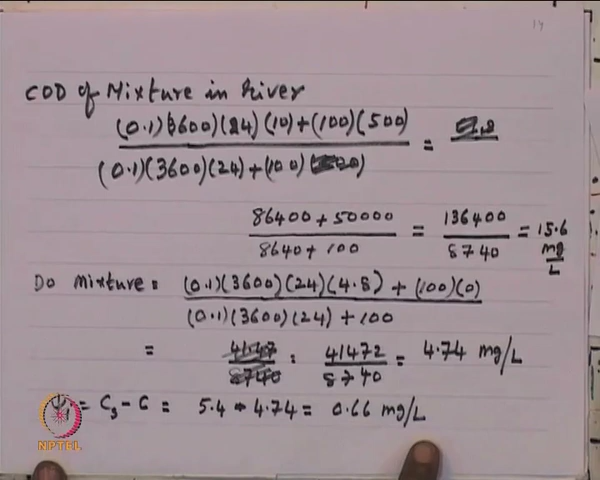 14
COD of Mixture in River
(0.1)(3600)(24)(10)+(100)(500) / (0.1)(3600)(24)+(100) =
86400 + 50000 / 8640 + 100 = 136400 / 8740 = 15.6 mg/L
Do Mixture = (0.1)(3600)(24)(4.8) + (100)(0) / (0.1)(3600)(24) + 100
= 41472 / 8740 = 4.74 mg/L
= Cs - C = 5.4 - 4.74 = 0.66 mg/L
NPTEL